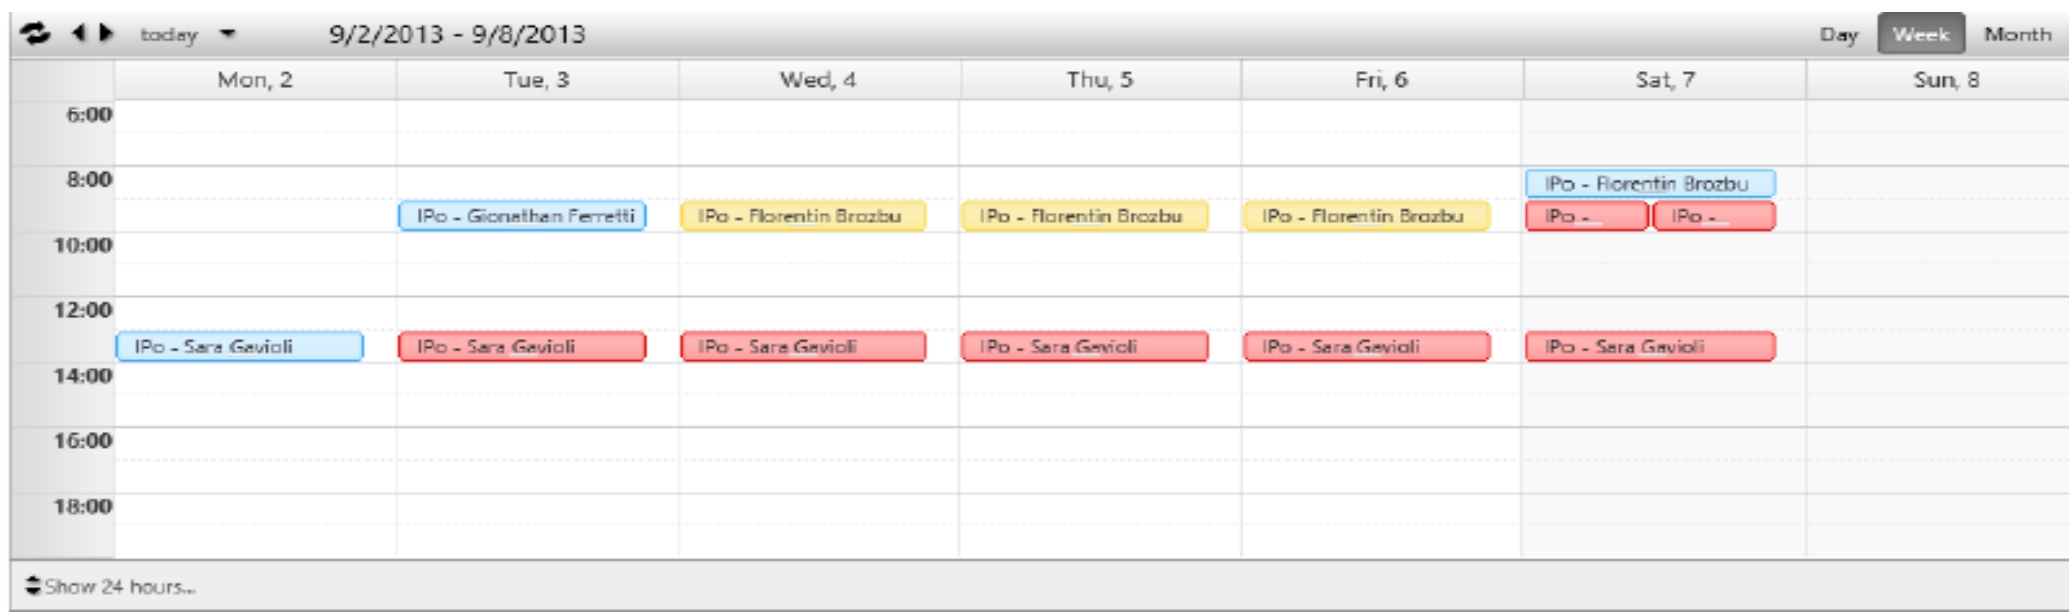 today 9/2/2013 - 9/8/2013 Day Week Month
Mon, 2 Tue, 3 Wed, 4 Thu, 5 Fri, 6 Sat, 7 Sun, 8
6:00
8:00
IPo - Florentin Brozbu
IPo - Gionathan Ferretti IPo - Florentin Brozbu IPo - Florentin Brozbu IPo - Florentin Brozbu IPo - IPo -
10:00
12:00
IPo - Sara Gavioli IPo - Sara Gavioli IPo - Sara Gavioli IPo - Sara Gavioli IPo - Sara Gavioli IPo - Sara Gavioli
14:00
16:00
18:00
Show 24 hours...